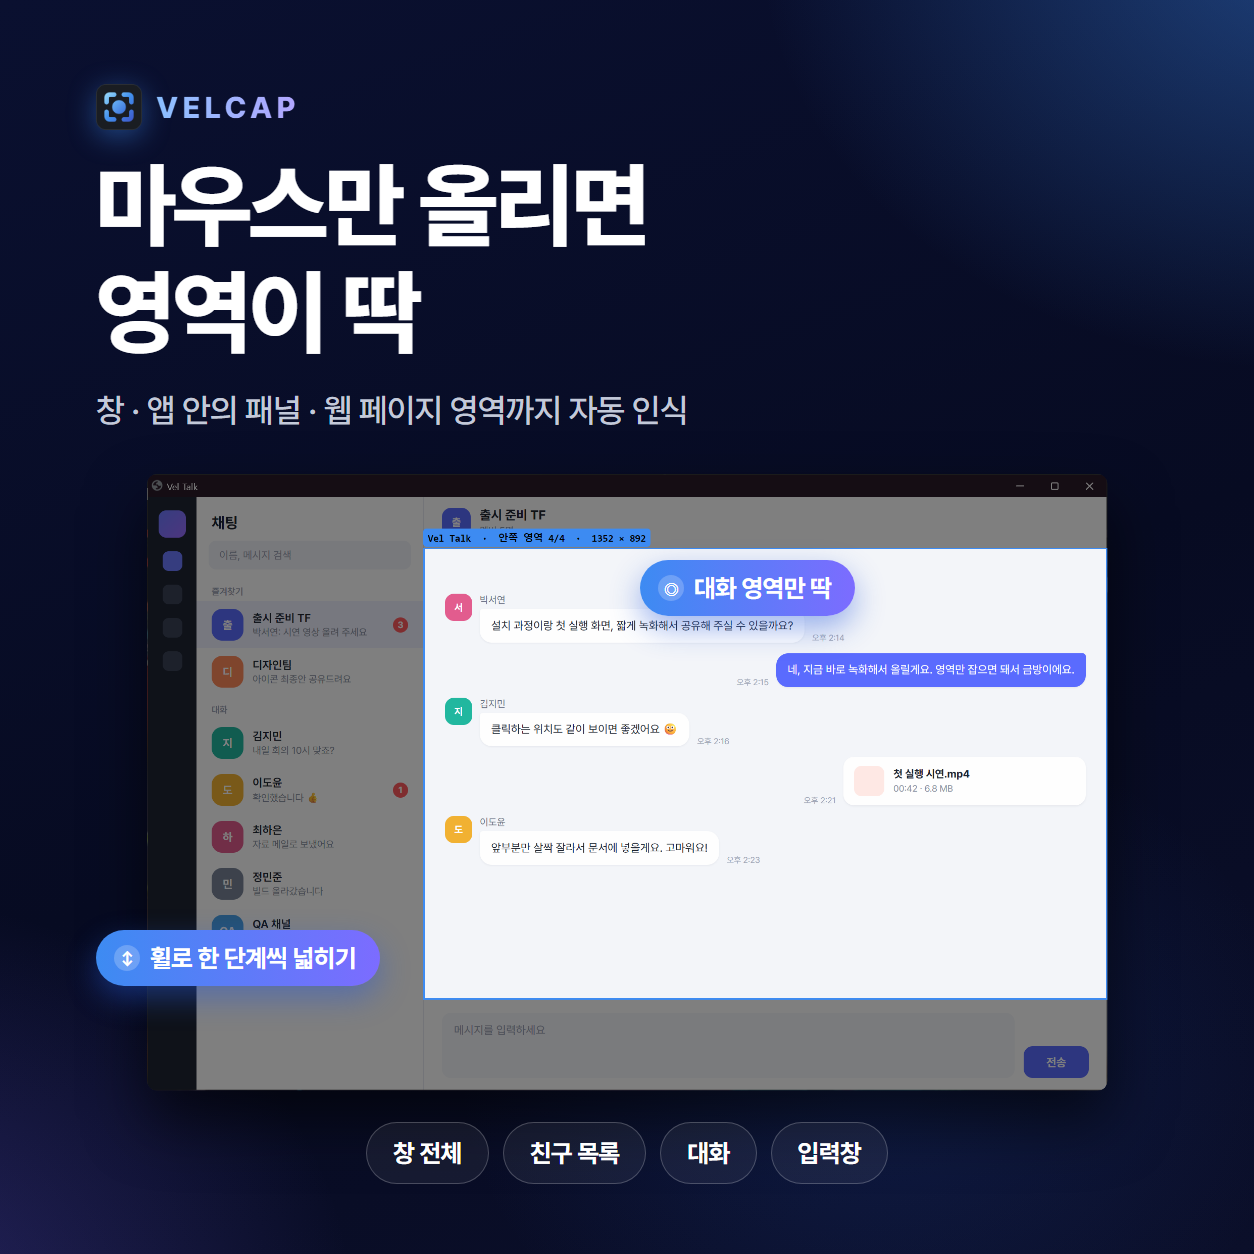 VELCAP
마우스만 올리면
영역이 딱
창 · 앱 안의 패널 · 웹 페이지 영역까지 자동 인식
Vel Talk
채팅
이름, 메시지 검색
즐겨찾기
출
출시 준비 TF
박서연: 시연 영상 올려 주세요
3
디
디자인팀
아이콘 최종안 공유드려요
대화
지
김지민
내일 회의 10시 맞죠?
도
이도윤
확인했습니다 👍
1
하
최하은
자료 메일로 보냈어요
민
정민준
빌드 올라갔습니다
QA 채널
휠로 한 단계씩 넓히기
출
출시 준비 TF
Vel Talk · 안쪽 영역 4/4 · 1352 × 892
대화 영역만 딱
서
박서연
설치 과정이랑 첫 실행 화면, 짧게 녹화해서 공유해 주실 수 있을까요?
오후 2:14
네, 지금 바로 녹화해서 올릴게요. 영역만 잡으면 돼서 금방이에요.
오후 2:15
지
김지민
클릭하는 위치도 같이 보이면 좋겠어요 😀
오후 2:16
첫 실행 시연.mp4
00:42 · 6.8 MB
오후 2:21
도
이도윤
앞부분만 살짝 잘라서 문서에 넣을게요. 고마워요!
오후 2:23
메시지를 입력하세요
전송
창 전체
친구 목록
대화
입력창